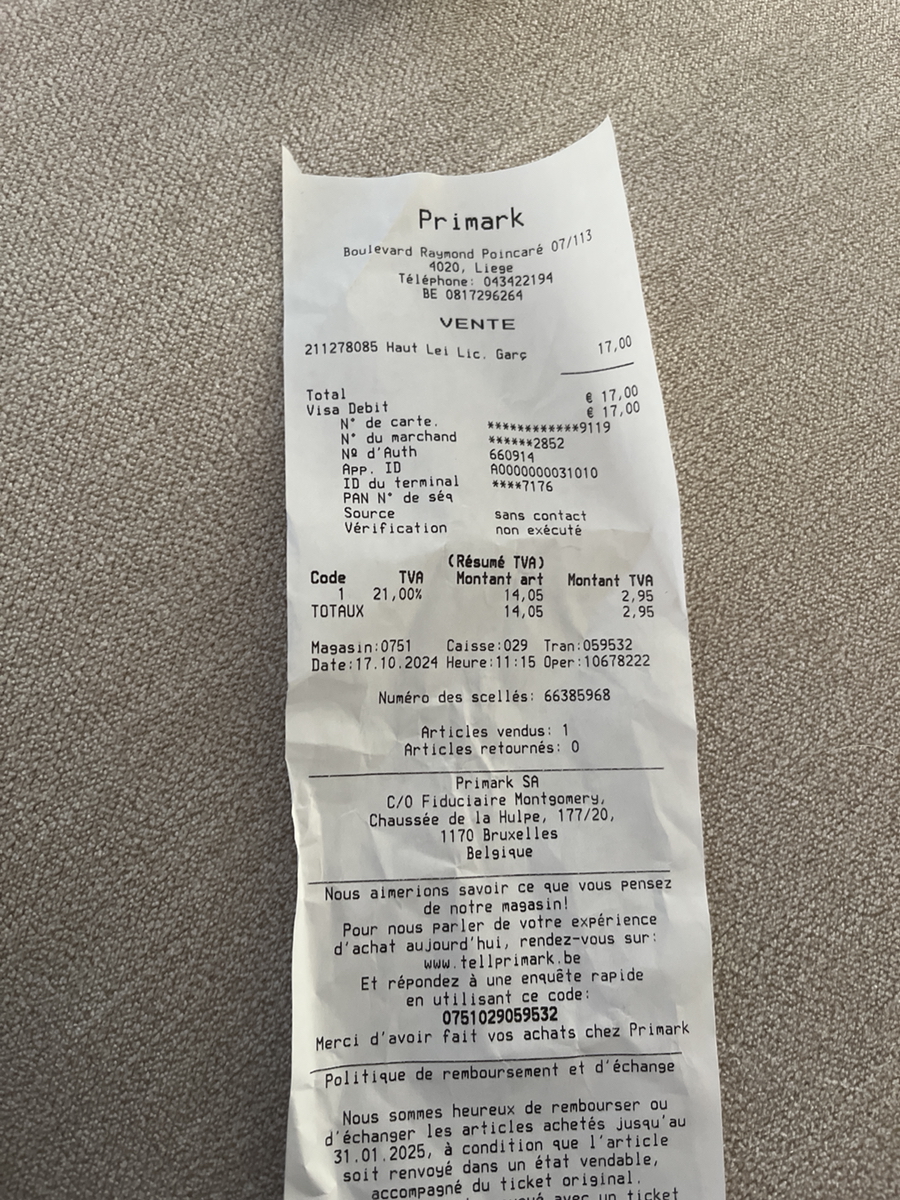 Primark
Boulevard Raymond Poincaré 07/113
4020, Liege
Téléphone: 043422194
BE 0817296264
VENTE
211278085 Haut Lei Lic. Garç 17,00
Total € 17,00
Visa Debit € 17,00
N° de carte. ************9119
N° du marchand ******2852
Nº d'Auth 660914
App. ID A0000000031010
ID du terminal ****7176
PAN N° de séq
Source sans contact
Vérification non exécuté
(Résumé TVA)
Code TVA Montant art Montant TVA
1 21,00% 14,05 2,95
TOTAUX 14,05 2,95
Magasin:0751 Caisse:029 Tran:059532
Date:17.10.2024 Heure:11:15 Oper:10678222
Numéro des scellés: 66385968
Articles vendus: 1
Articles retournés: 0
Primark SA
C/O Fiduciaire Montgomery,
Chaussée de la Hulpe, 177/20,
1170 Bruxelles
Belgique
Nous aimerions savoir ce que vous pensez
de notre magasin!
Pour nous parler de votre expérience
d'achat aujourd'hui, rendez-vous sur:
www.tellprimark.be
Et répondez à une enquête rapide
en utilisant ce code:
0751029059532
Merci d'avoir fait vos achats chez Primark
Politique de remboursement et d'échange
Nous sommes heureux de rembourser ou
d'échanger les articles achetés jusqu'au
31.01.2025, à condition que l'article
soit renvoyé dans un état vendable,
accompagné du ticket original.
avec un ticket